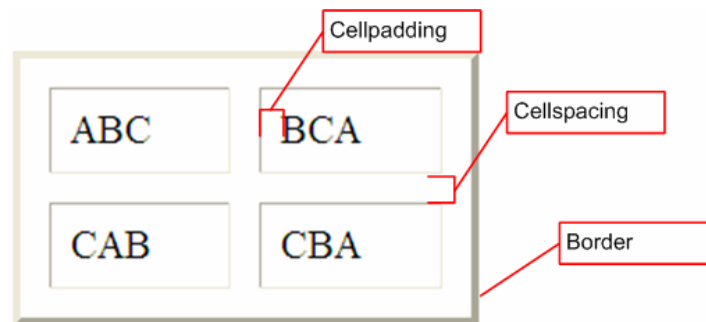 Cellpadding
ABC
BCA
Cellspacing
CAB
CBA
Border